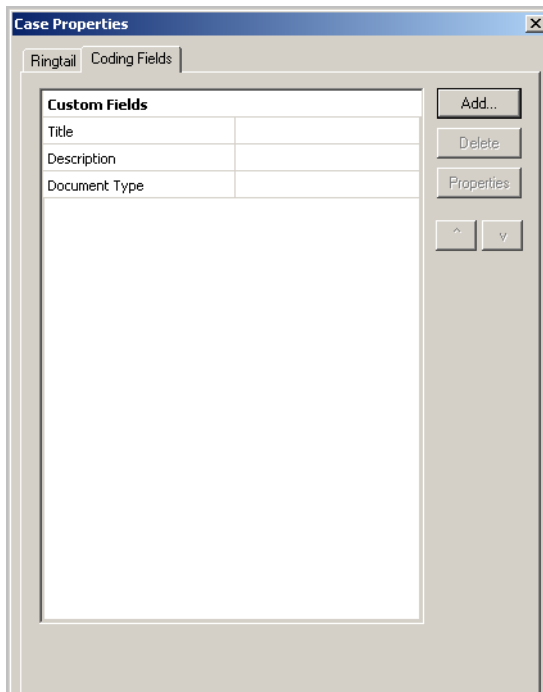 Case Properties
Ringtail Coding Fields
Custom Fields
Title
Description
Document Type
Add...
Delete
Properties
^ v